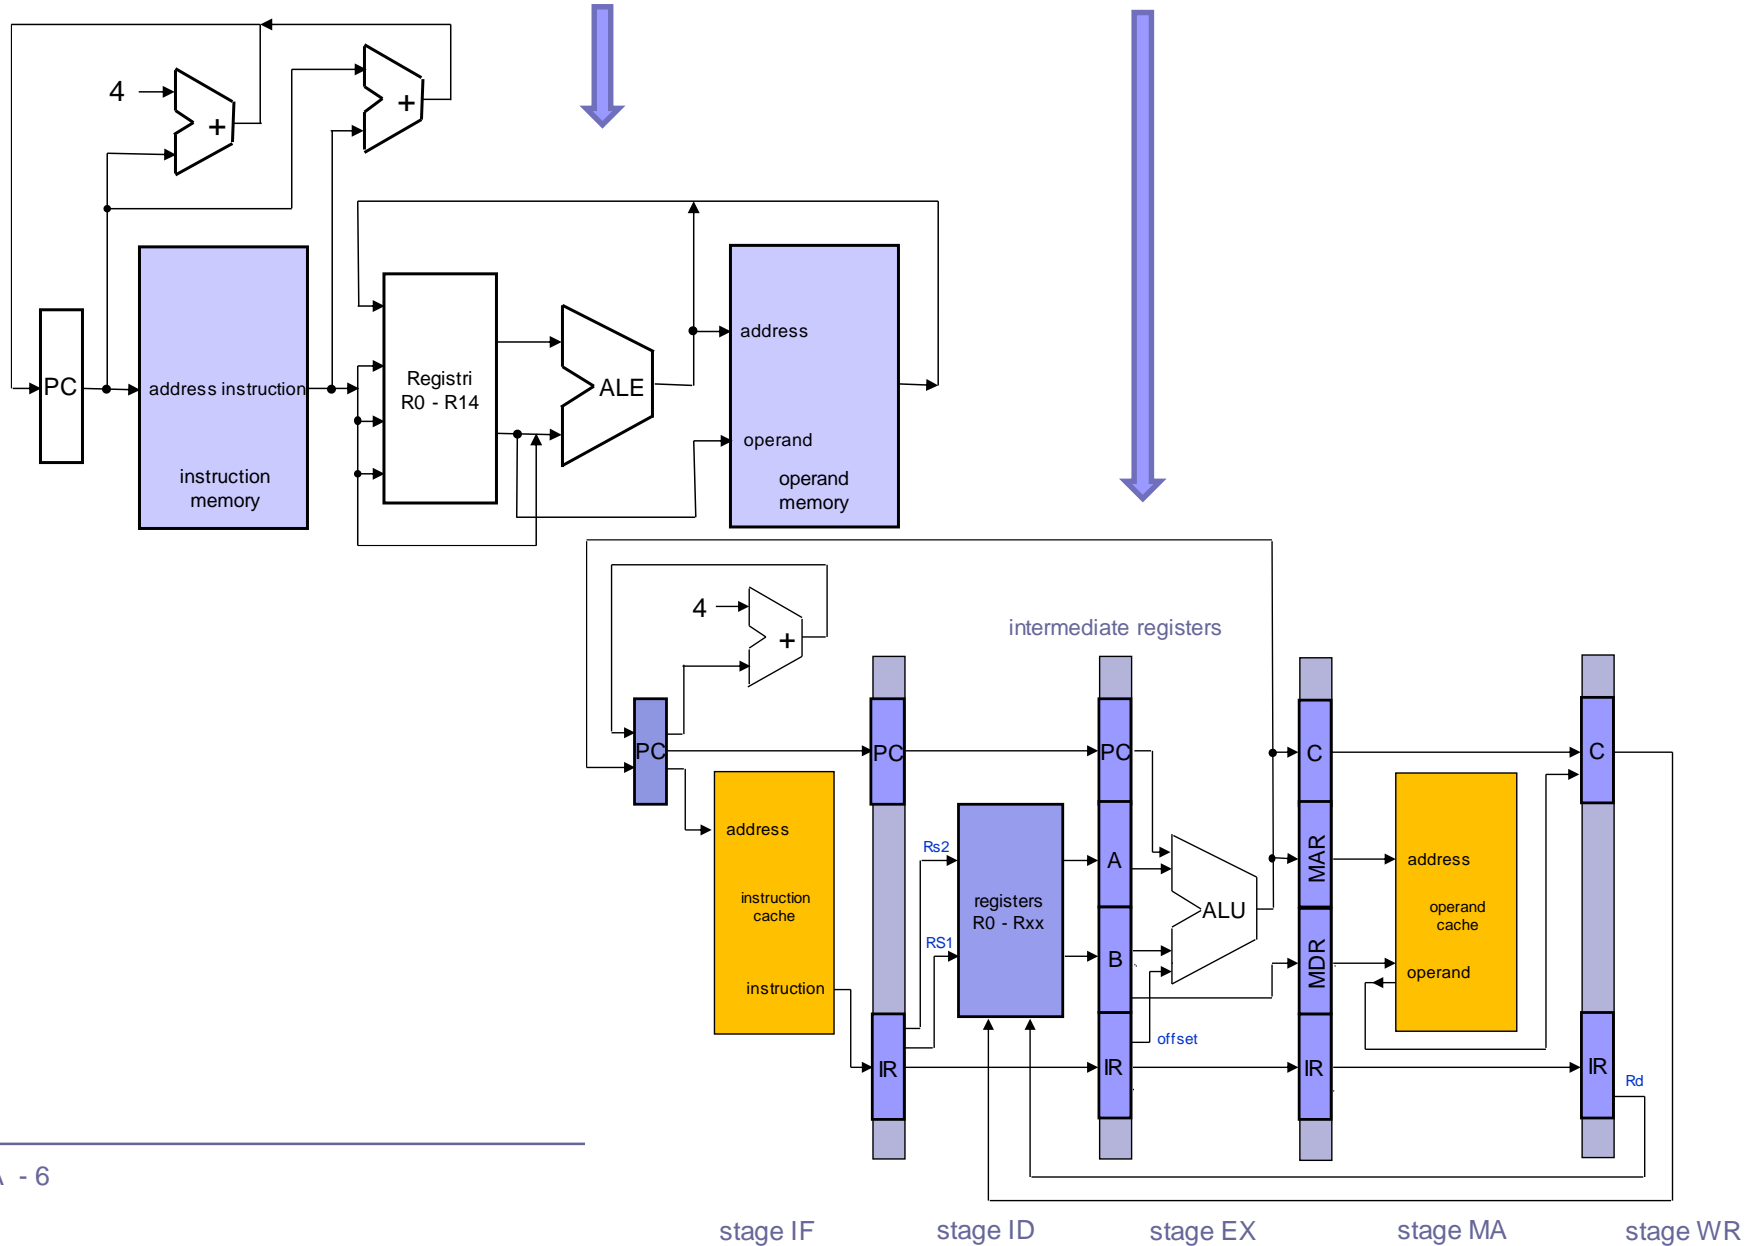 4
+
+
PC
address instruction
instruction
memory
Registri
R0 - R14
ALE
address
operand
operand
memory
4
+
intermediate registers
PC
PC
PC
C
C
address
instruction
cache
instruction
Rs2
RS1
registers
R0 - Rxx
A
B
ALU
MAR
MDR
address
operand
cache
operand
offset
IR
IR
IR
IR
Rd
- 6
stage IF
stage ID
stage EX
stage MA
stage WR